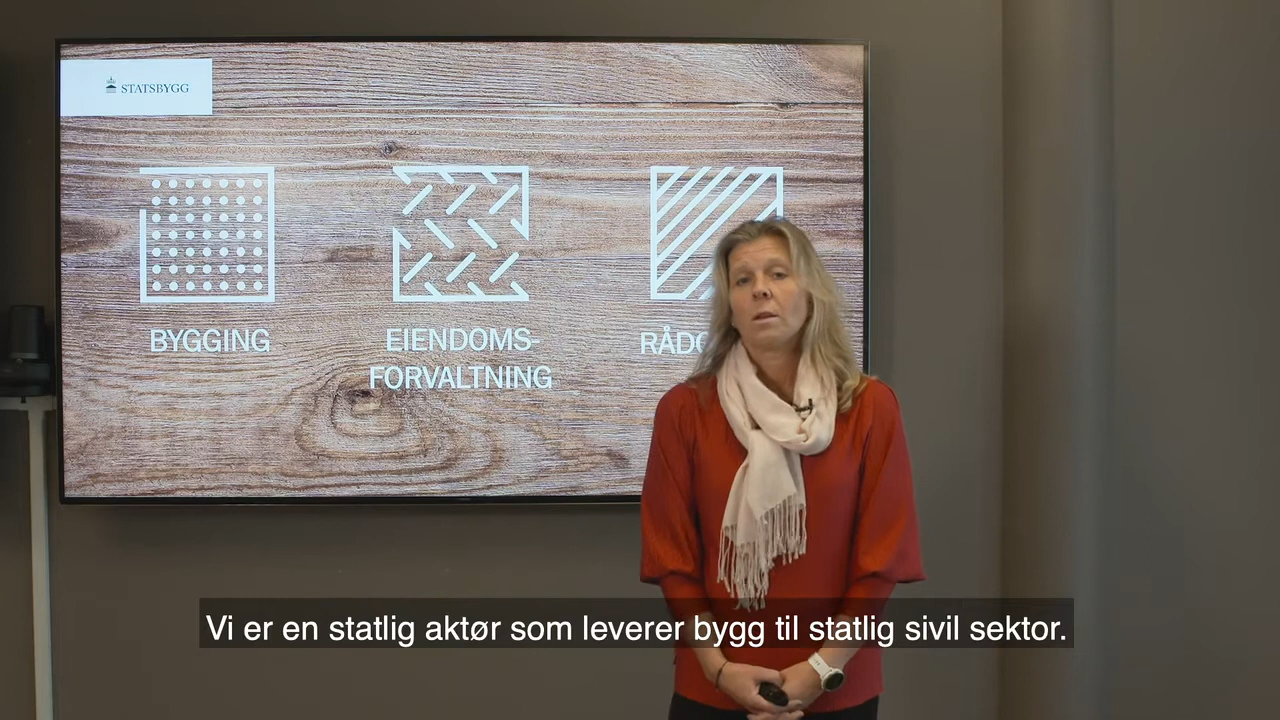 STATSBYGG
BYGGING
EIENDOMS-
FORVALTNING
Vi er en statlig aktør som leverer bygg til statlig sivil sektor.